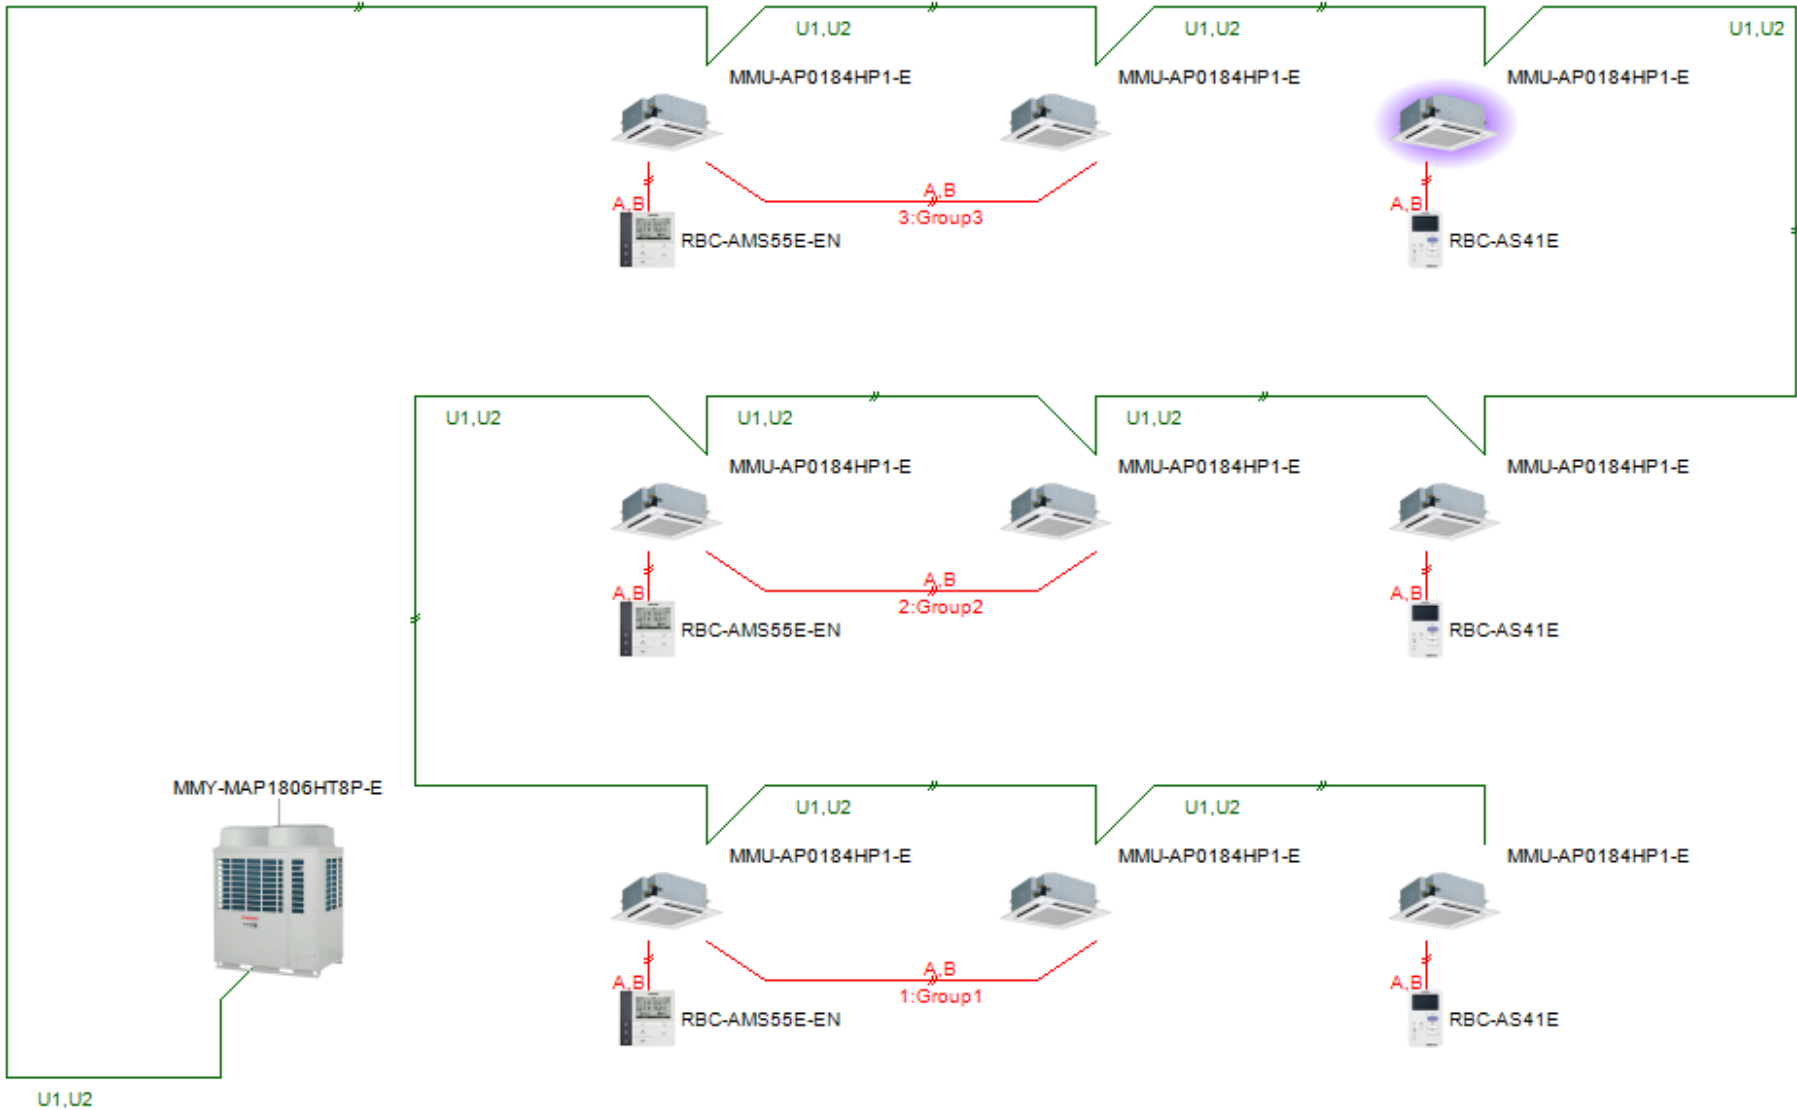 U1,U2
U1,U2
U1,U2
MMU-AP0184HP1-E
MMU-AP0184HP1-E
MMU-AP0184HP1-E
A,B
A,B
A,B
3:Group3
RBC-AMS55E-EN
RBC-AS41E
U1,U2
U1,U2
U1,U2
MMU-AP0184HP1-E
MMU-AP0184HP1-E
MMU-AP0184HP1-E
A,B
A,B
A,B
2:Group2
RBC-AMS55E-EN
RBC-AS41E
MMY-MAP1806HT8P-E
U1,U2
U1,U2
MMU-AP0184HP1-E
MMU-AP0184HP1-E
MMU-AP0184HP1-E
A,B
A,B
A,B
1:Group1
RBC-AMS55E-EN
RBC-AS41E
U1,U2